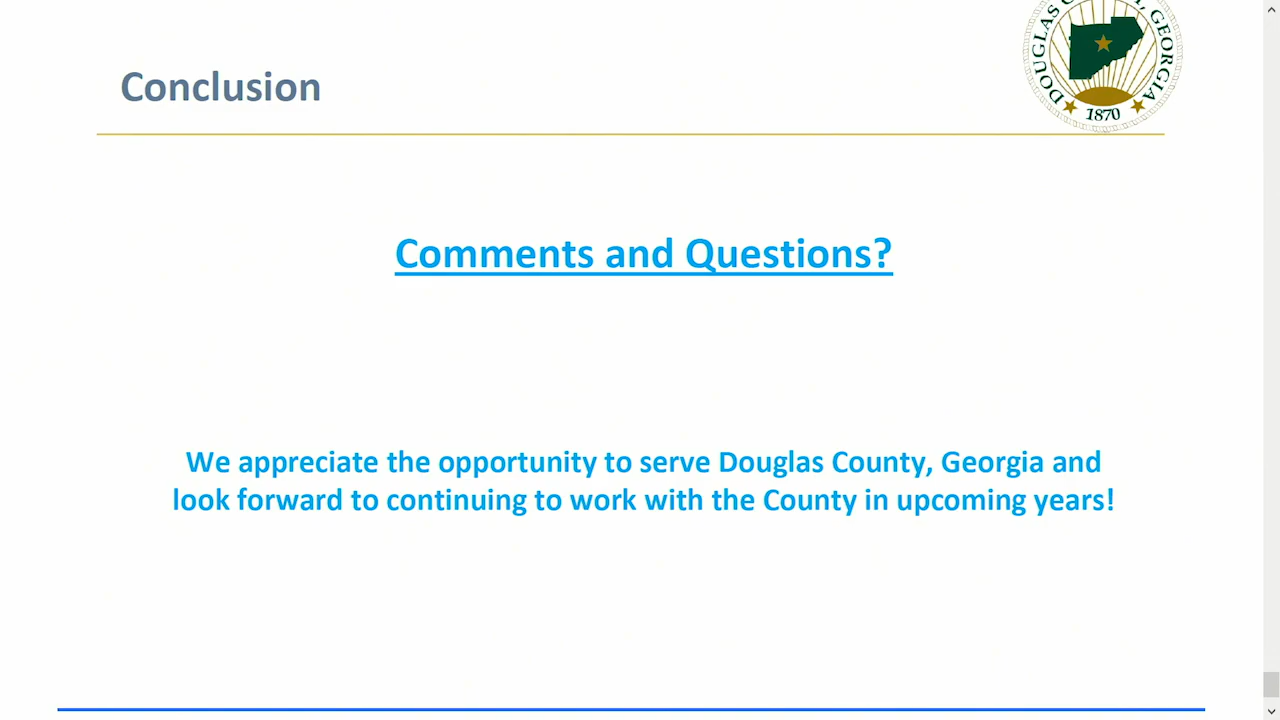 Conclusion
DOUGLAS
GEORGIA
1870
Comments and Questions?
We appreciate the opportunity to serve Douglas County, Georgia and
look forward to continuing to work with the County in upcoming years!